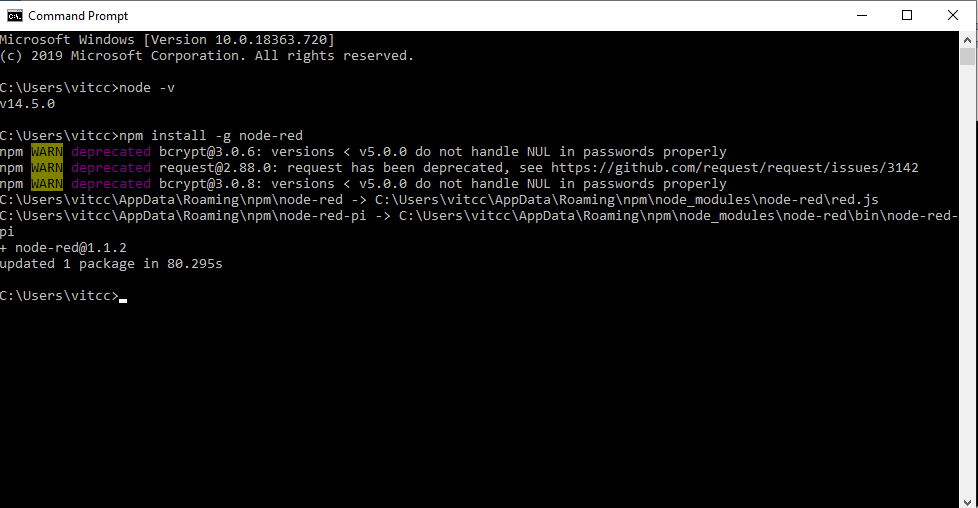 Command Prompt
Microsoft Windows [Version 10.0.18363.720]
(c) 2019 Microsoft Corporation. All rights reserved.
C:\Users\vitcc>node -v
v14.5.0
C:\Users\vitcc>npm install -g node-red
npm WARN deprecated bcrypt@3.0.6: versions < v5.0.0 do not handle NUL in passwords properly
npm WARN deprecated request@2.88.0: request has been deprecated, see https://github.com/request/request/issues/3142
npm WARN deprecated bcrypt@3.0.8: versions < v5.0.0 do not handle NUL in passwords properly
C:\Users\vitcc\AppData\Roaming\npm\node-red -> C:\Users\vitcc\AppData\Roaming\npm\node_modules\node-red\red.js
C:\Users\vitcc\AppData\Roaming\npm\node-red-pi -> C:\Users\vitcc\AppData\Roaming\npm\node_modules\node-red\bin\node-red-
pi
+ node-red@1.1.2
updated 1 package in 80.295s
C:\Users\vitcc>